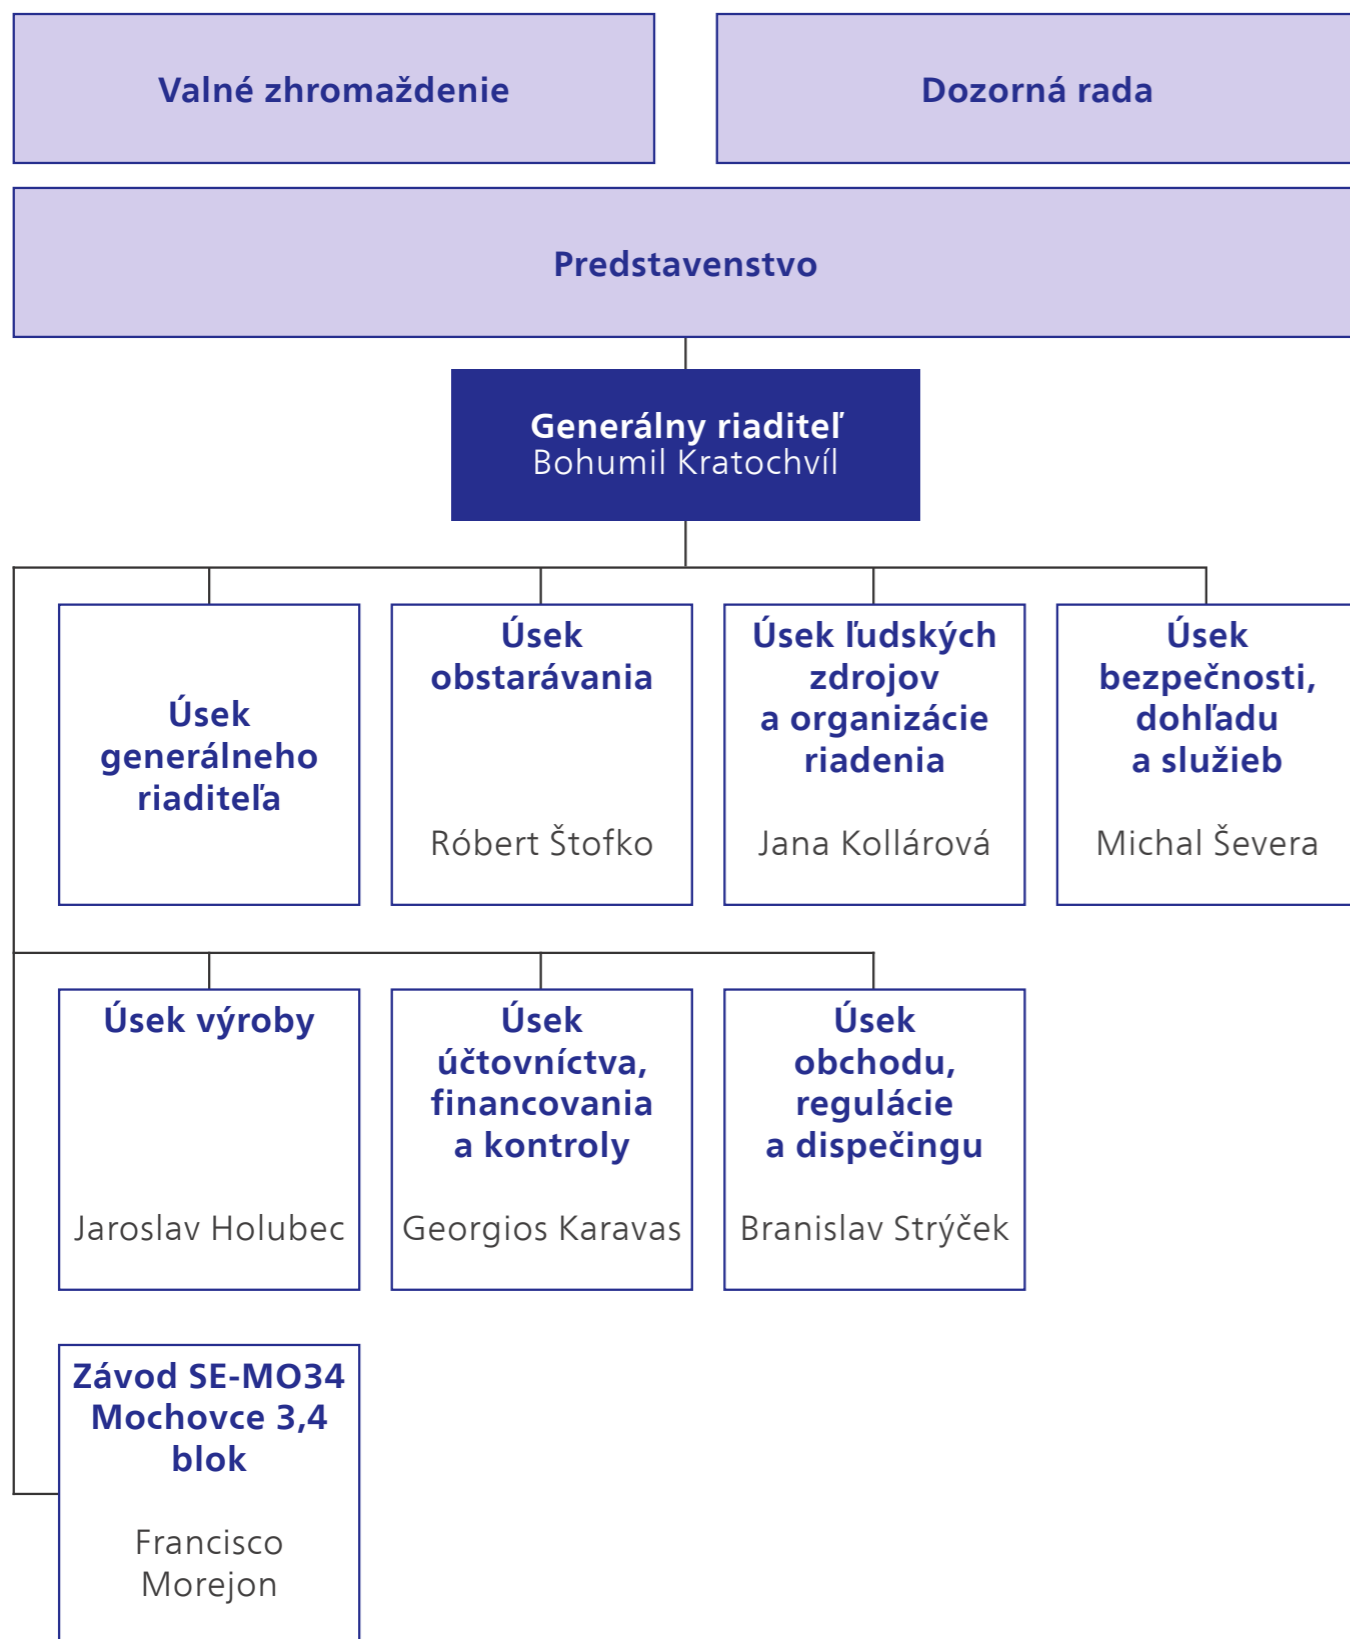 Valné zhromaždenie
Dozorná rada
Predstavenstvo
Generálny riaditeľ
Bohumil Kratochvíl
Úsek
generálneho
riaditeľa
Úsek
obstarávania
Róbert Štofko
Úsek ľudských
zdrojov
a organizácie
riadenia
Jana Kollárová
Úsek
bezpečnosti,
dohľadu
a služieb
Michal Ševera
Úsek výroby
Jaroslav Holubec
Úsek
účtovníctva,
financovania
a kontroly
Georgios Karavas
Úsek
obchodu,
regulácie
a dispečingu
Branislav Strýček
Závod SE-MO34
Mochovce 3,4
blok
Francisco
Morejon